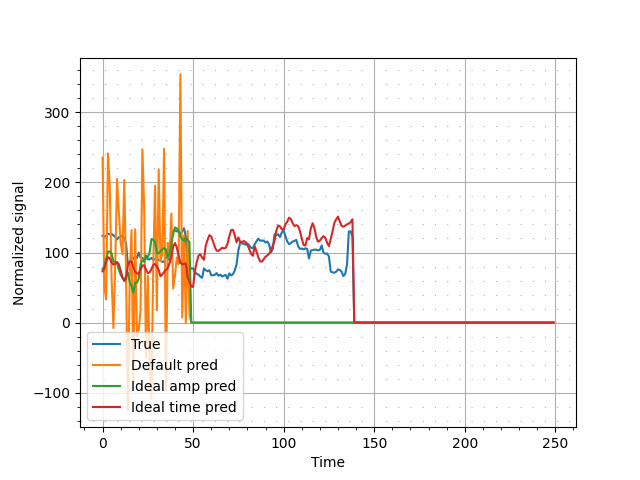 Normalized signal
300
200
100
0
−100
True
Default pred
Ideal amp pred
Ideal time pred
0 50 100 150 200 250
Time